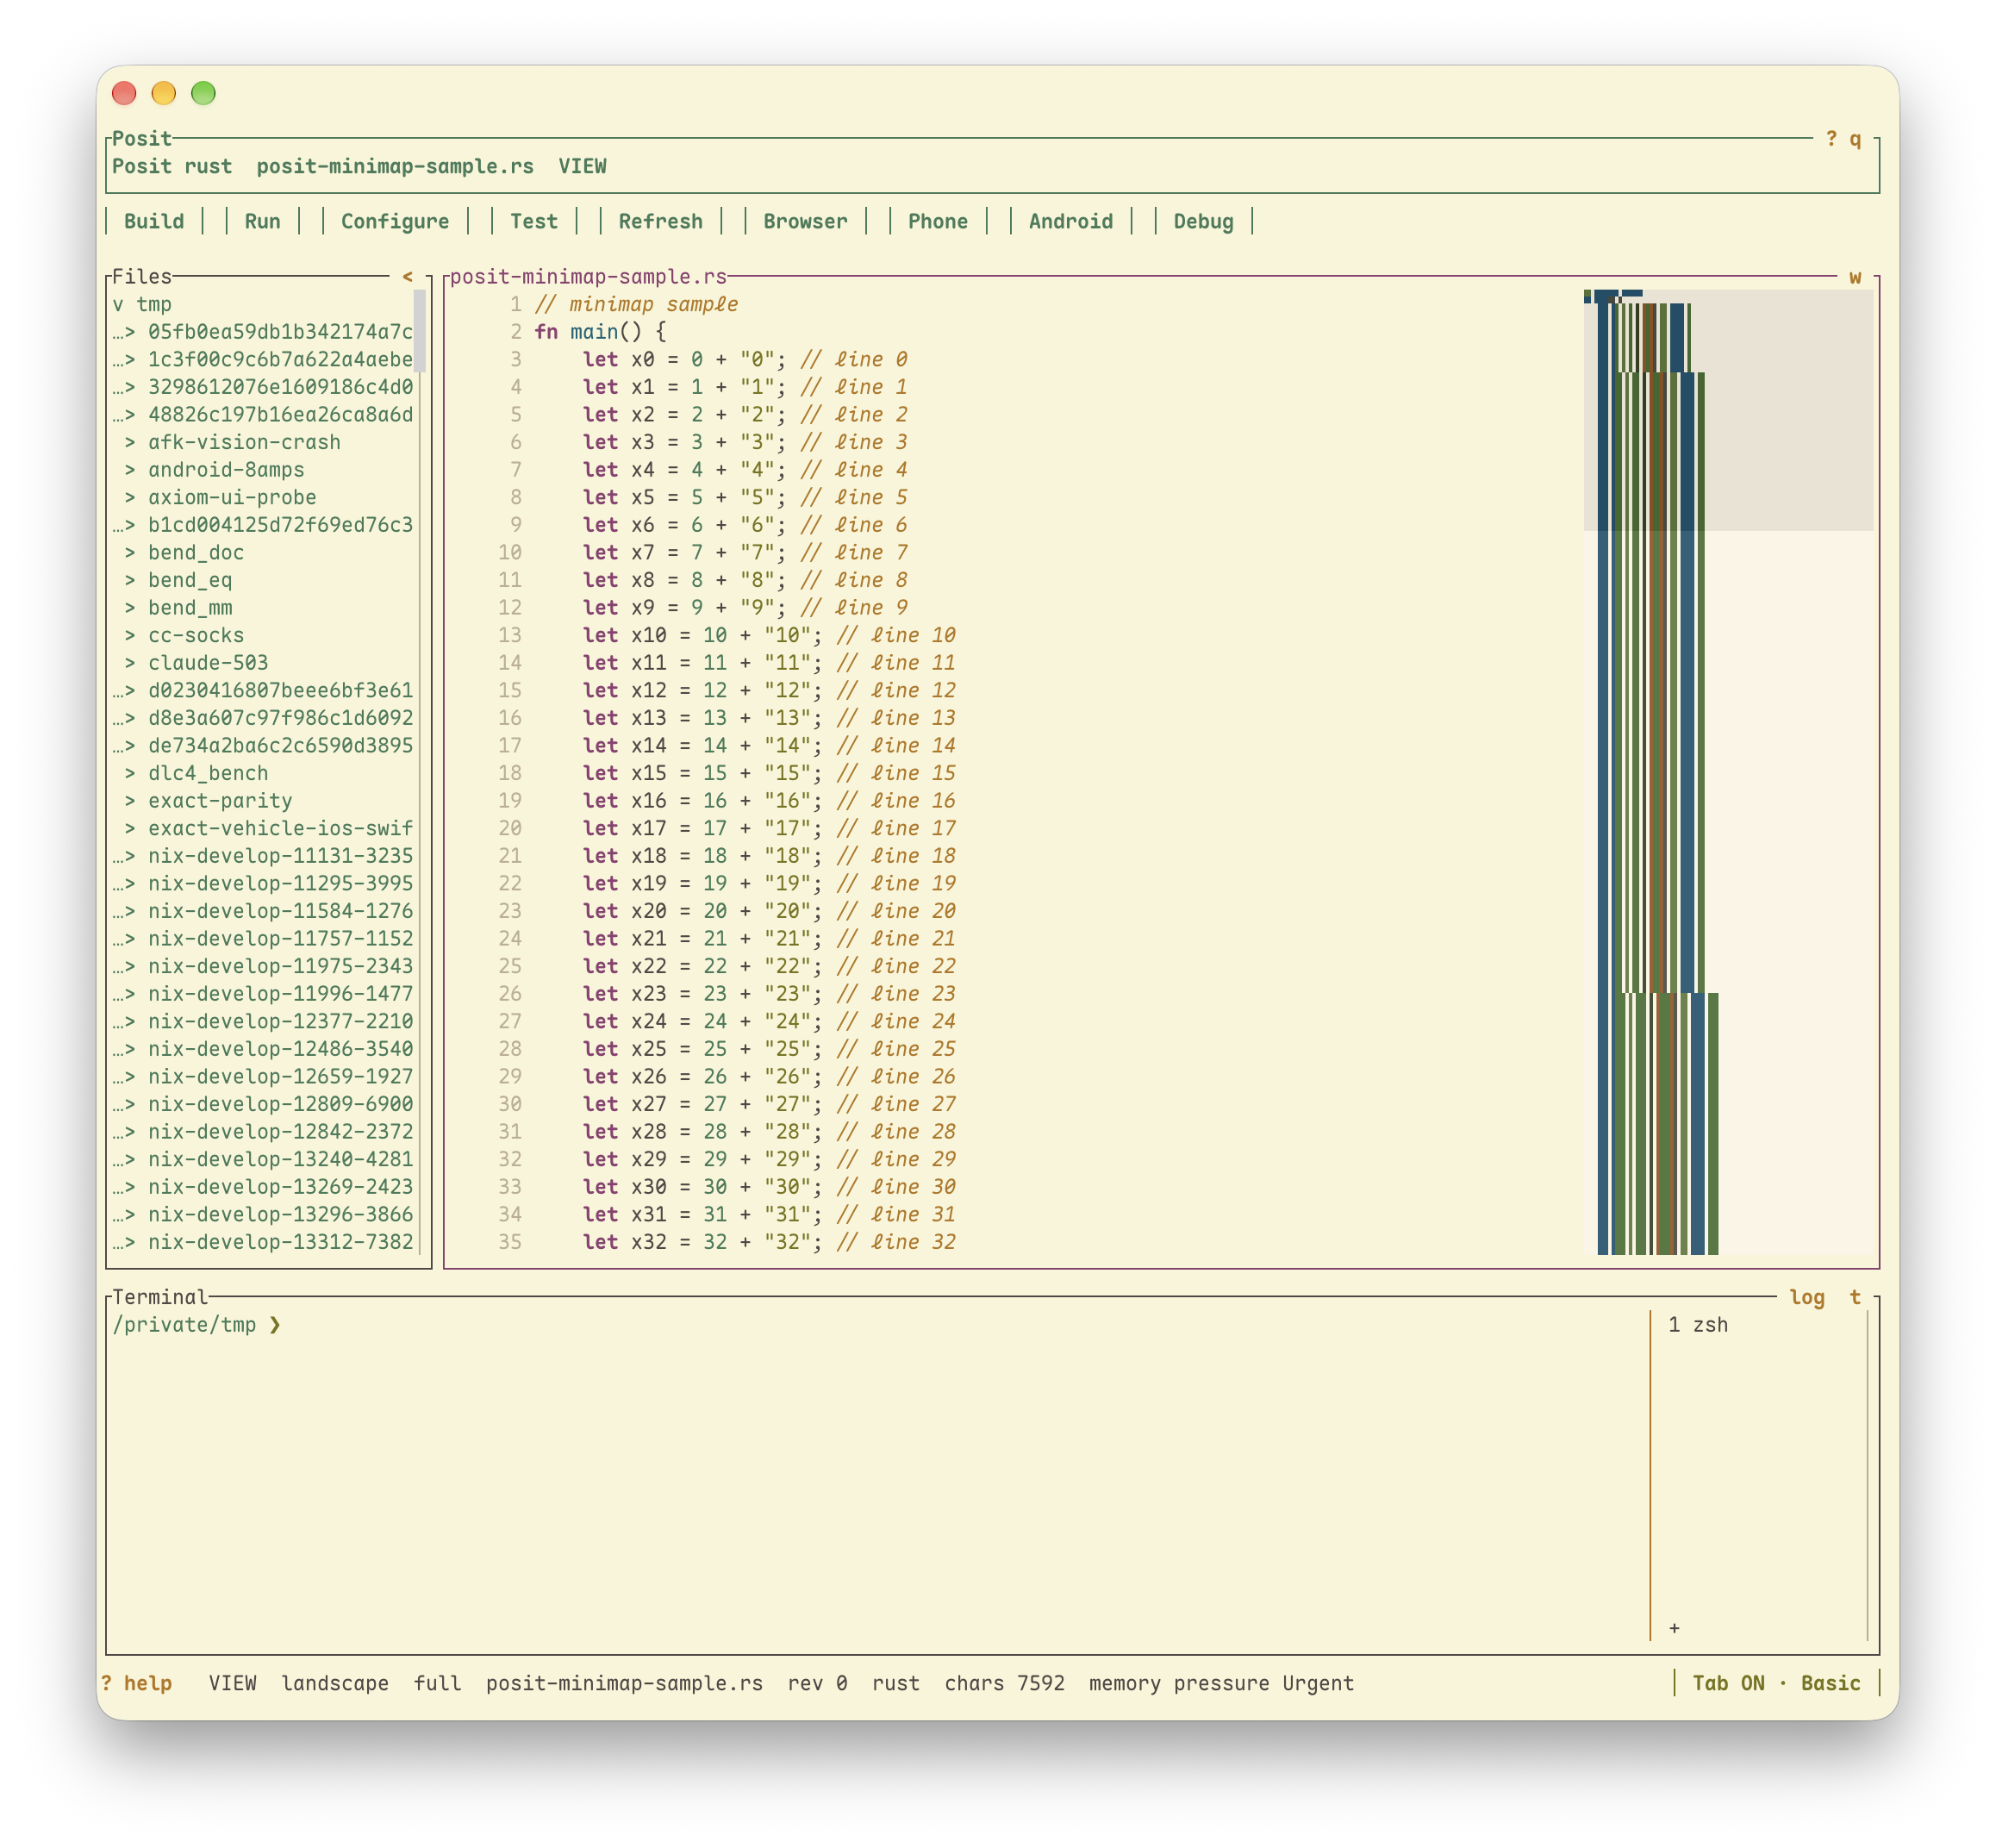 Posit ? q
Posit rust  posit-minimap-sample.rs  VIEW
Build Run Configure Test Refresh Browser Phone Android Debug
Files <
v tmp
…> 05fb0ea59db1b342174a7c
…> 1c3f00c9c6b7a622a4aebe
…> 3298612076e1609186c4d0
…> 48826c197b16ea26ca8a6d
> afk-vision-crash
> android-8amps
> axiom-ui-probe
…> b1cd004125d72f69ed76c3
> bend_doc
> bend_eq
> bend_mm
> cc-socks
> claude-503
…> d0230416807beee6bf3e61
…> d8e3a607c97f986c1d6092
…> de734a2ba6c2c6590d3895
> dlc4_bench
> exact-parity
> exact-vehicle-ios-swif
…> nix-develop-11131-3235
…> nix-develop-11295-3995
…> nix-develop-11584-1276
…> nix-develop-11757-1152
…> nix-develop-11975-2343
…> nix-develop-11996-1477
…> nix-develop-12377-2210
…> nix-develop-12486-3540
…> nix-develop-12659-1927
…> nix-develop-12809-6900
…> nix-develop-12842-2372
…> nix-develop-13240-4281
…> nix-develop-13269-2423
…> nix-develop-13296-3866
…> nix-develop-13312-7382
posit-minimap-sample.rs w
1 // minimap sample
2 fn main() {
3     let x0 = 0 + "0"; // line 0
4     let x1 = 1 + "1"; // line 1
5     let x2 = 2 + "2"; // line 2
6     let x3 = 3 + "3"; // line 3
7     let x4 = 4 + "4"; // line 4
8     let x5 = 5 + "5"; // line 5
9     let x6 = 6 + "6"; // line 6
10     let x7 = 7 + "7"; // line 7
11     let x8 = 8 + "8"; // line 8
12     let x9 = 9 + "9"; // line 9
13     let x10 = 10 + "10"; // line 10
14     let x11 = 11 + "11"; // line 11
15     let x12 = 12 + "12"; // line 12
16     let x13 = 13 + "13"; // line 13
17     let x14 = 14 + "14"; // line 14
18     let x15 = 15 + "15"; // line 15
19     let x16 = 16 + "16"; // line 16
20     let x17 = 17 + "17"; // line 17
21     let x18 = 18 + "18"; // line 18
22     let x19 = 19 + "19"; // line 19
23     let x20 = 20 + "20"; // line 20
24     let x21 = 21 + "21"; // line 21
25     let x22 = 22 + "22"; // line 22
26     let x23 = 23 + "23"; // line 23
27     let x24 = 24 + "24"; // line 24
28     let x25 = 25 + "25"; // line 25
29     let x26 = 26 + "26"; // line 26
30     let x27 = 27 + "27"; // line 27
31     let x28 = 28 + "28"; // line 28
32     let x29 = 29 + "29"; // line 29
33     let x30 = 30 + "30"; // line 30
34     let x31 = 31 + "31"; // line 31
35     let x32 = 32 + "32"; // line 32
Terminal log t
/private/tmp ❯
1 zsh
+
? help   VIEW  landscape  full  posit-minimap-sample.rs  rev 0  rust  chars 7592  memory pressure Urgent
Tab ON · Basic